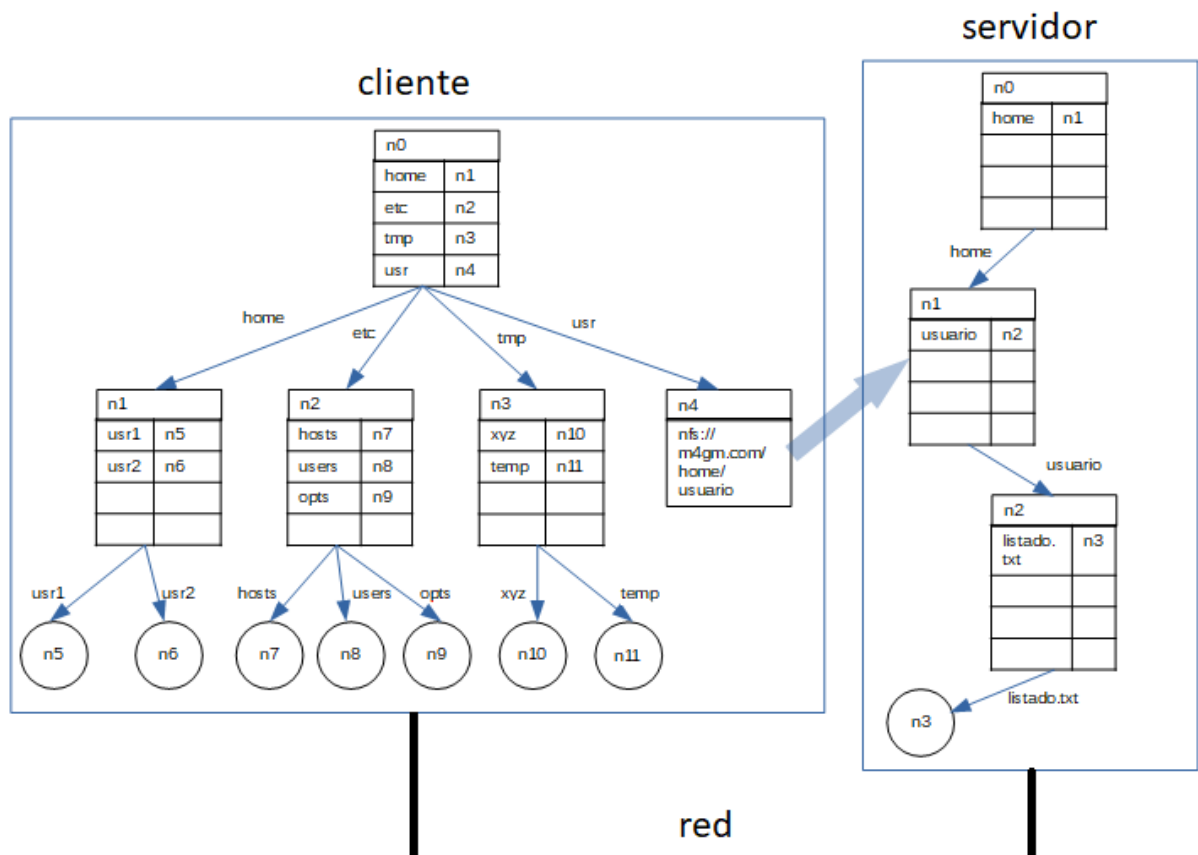 servidor
cliente
n0
home n1
etc n2
tmp n3
usr n4
home
etc
tmp
usr
n1
usr1 n5
usr2 n6
n2
hosts n7
users n8
opts n9
n3
xyz n10
temp n11
n4
nfs://
m4gm.com/
home/
usuario
usr1
usr2
hosts
users
opts
xyz
temp
n5
n6
n7
n8
n9
n10
n11
n0
home n1
home
n1
usuario n2
usuario
n2
listado. n3
txt
listado.txt
n3
red